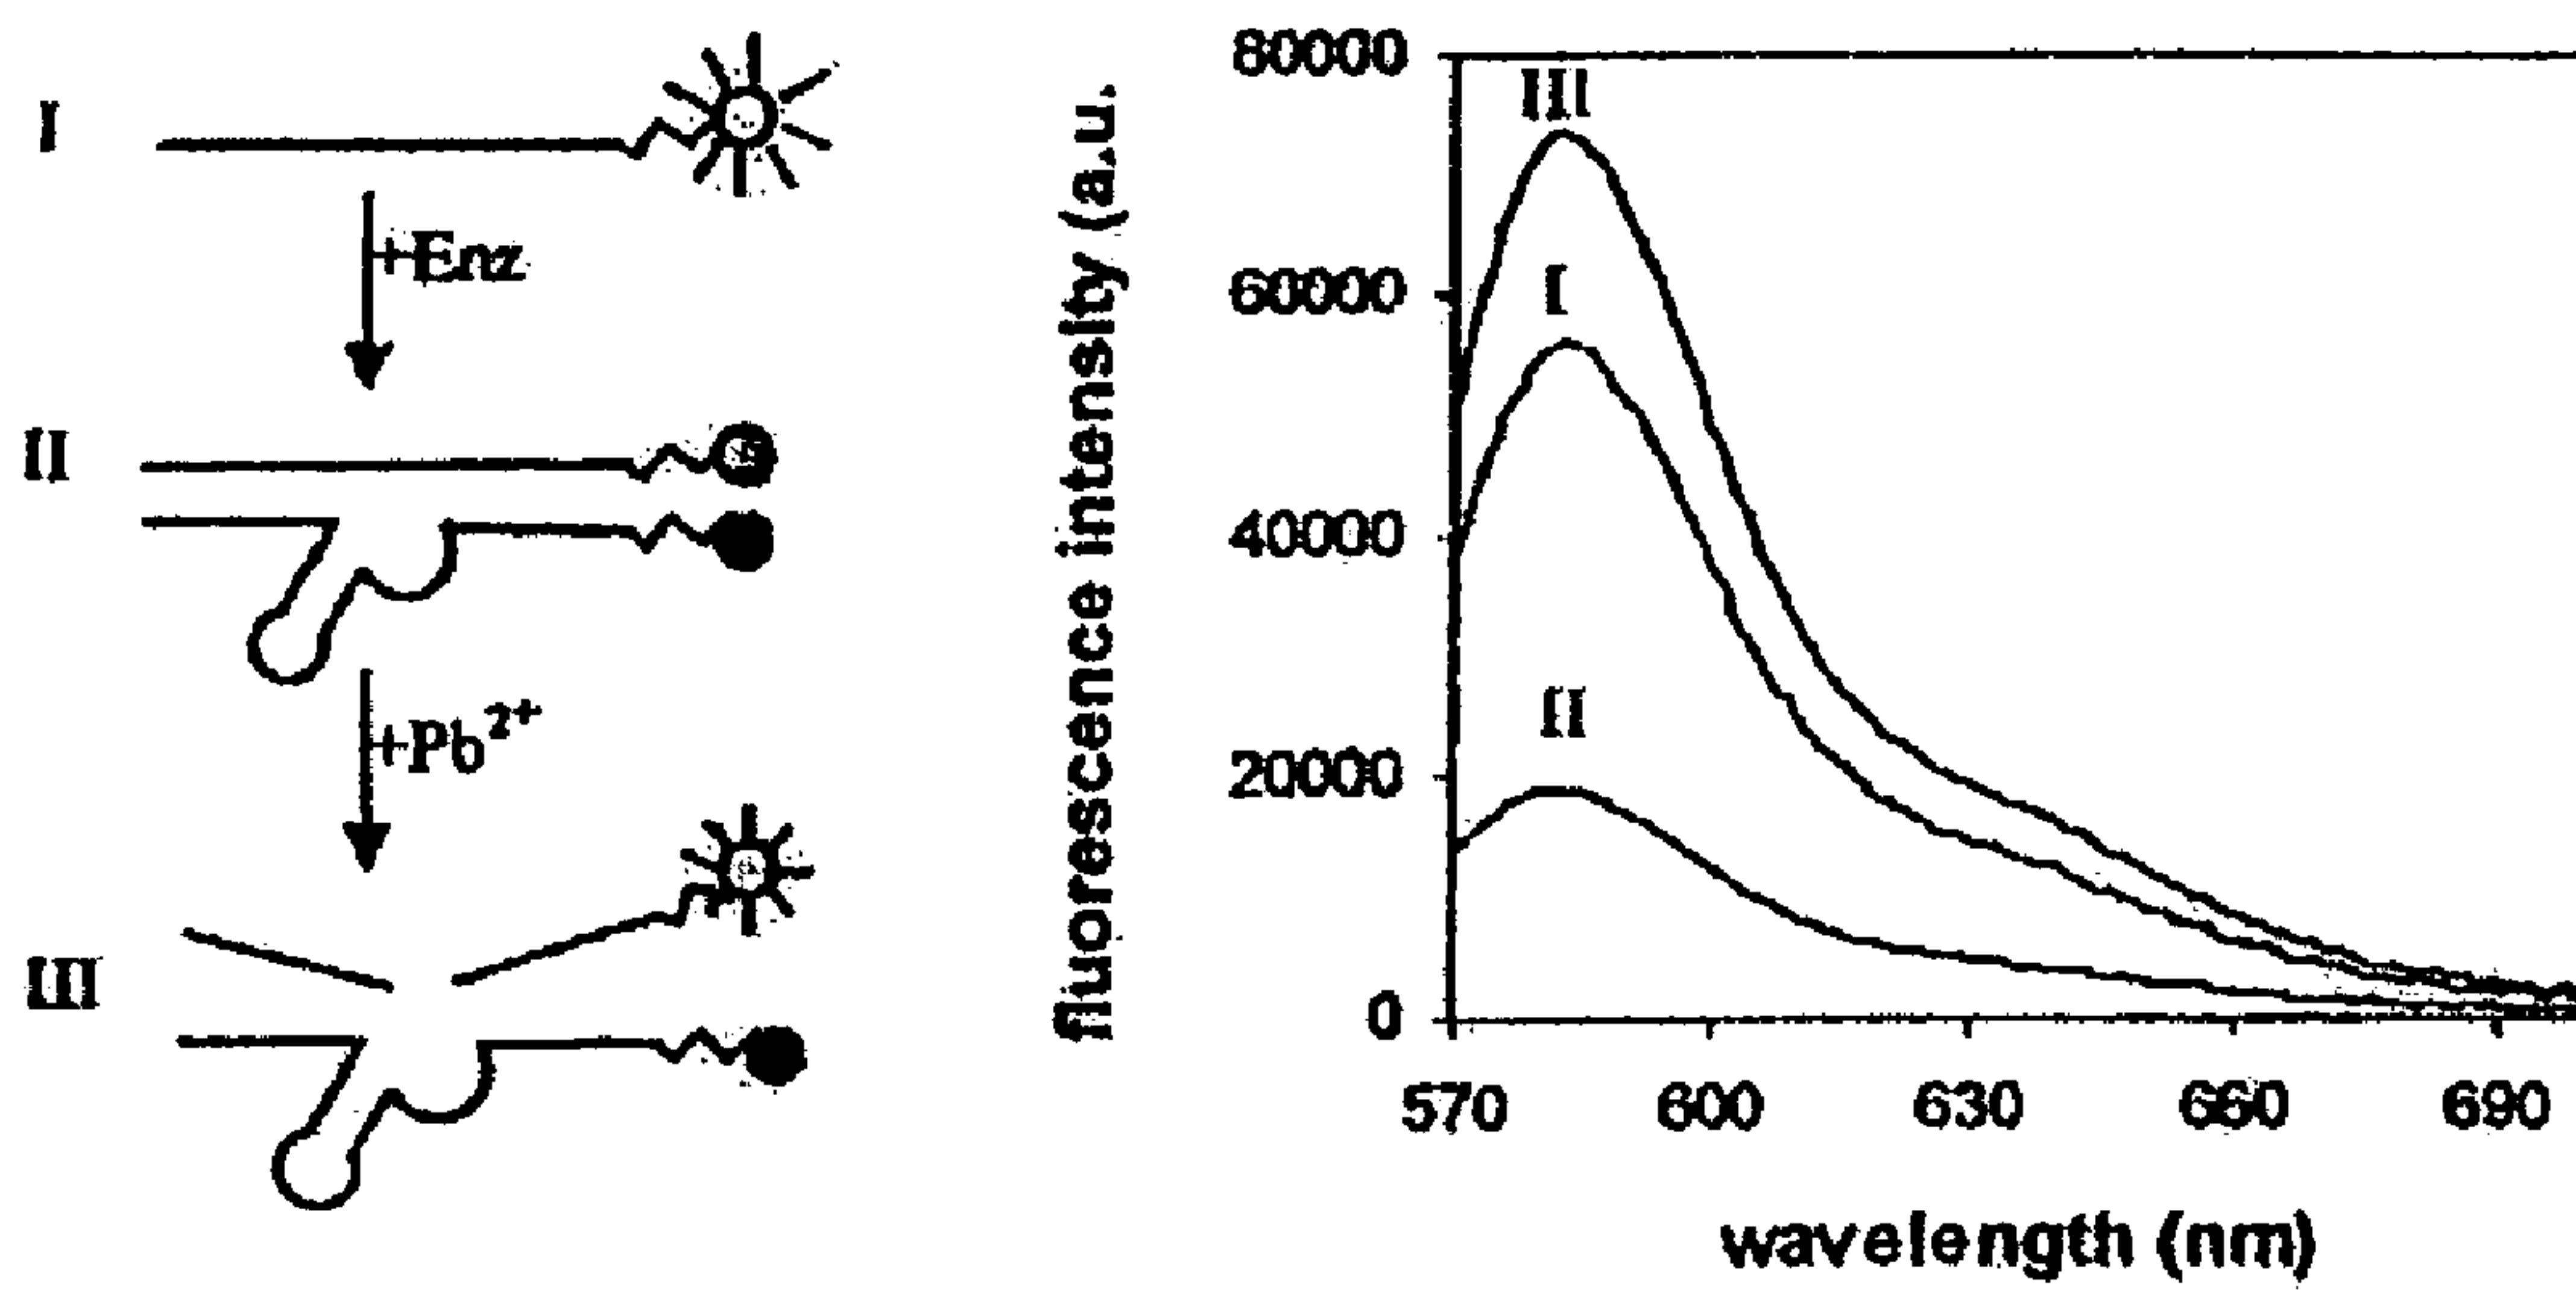 I
+Enz
II
+Pb2+
III
fluorescence intensity (a.u.
80000
60000
40000
20000
0
III
I
II
570 600 630 660 690
wavelength (nm)